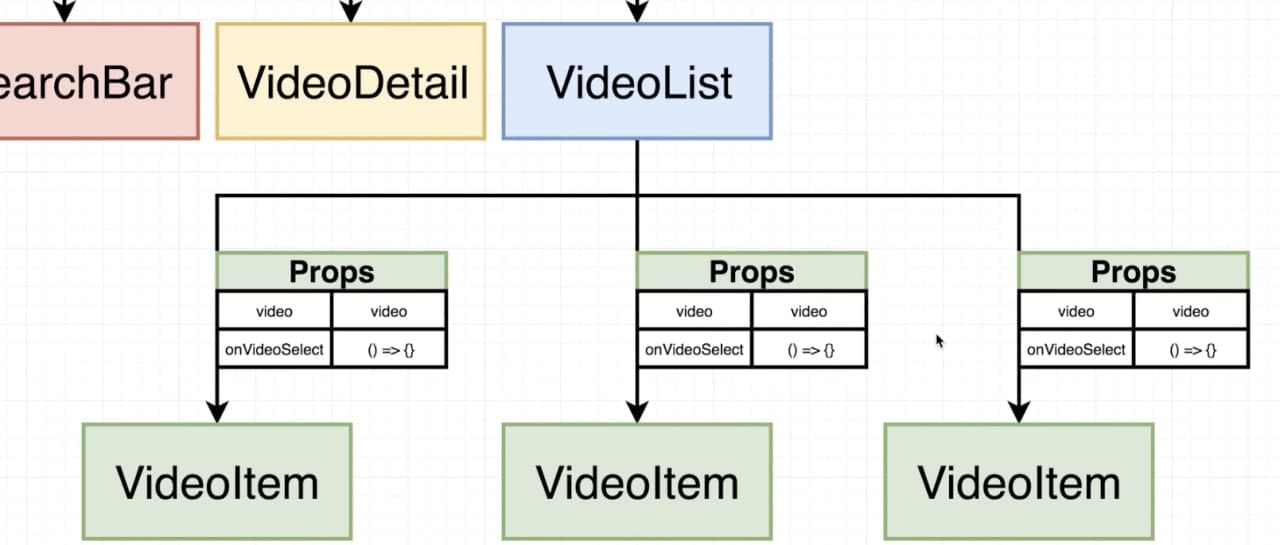 earchBar VideoDetail VideoList
Props Props Props
video video video video video video
onVideoSelect () => {} onVideoSelect () => {} onVideoSelect () => {}
VideoItem VideoItem VideoItem